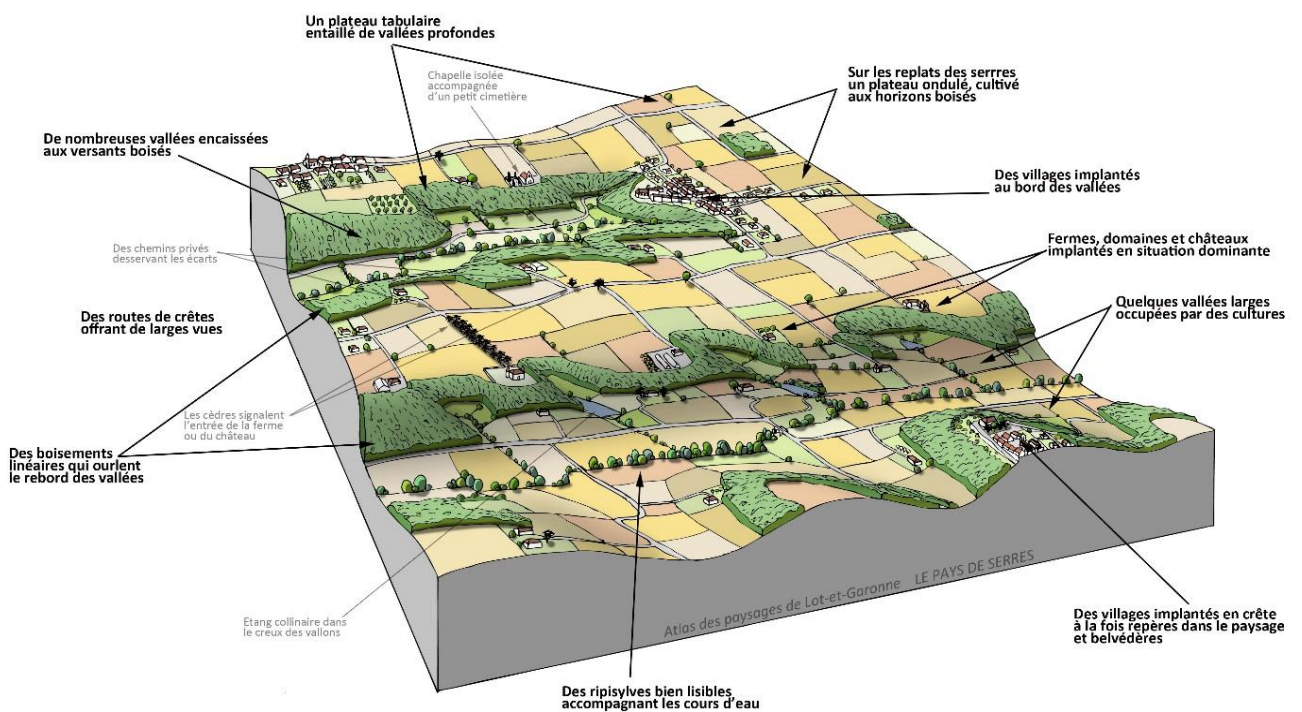 Un plateau tabulaire
entaillé de vallées profondes
Chapelle isolée
accompagnée
d'un petit cimetière
Sur les replats des serrres
un plateau ondulé, cultivé
aux horizons boisés
De nombreuses vallées encaissées
aux versants boisés
Des villages implantés
au bord des vallées
Des chemins privés
desservant les écarts
Fermes, domaines et châteaux
implantés en situation dominante
Des routes de crêtes
offrant de larges vues
Quelques vallées larges
occupées par des cultures
Les cèdres signalent
l'entrée de la ferme
ou du château
Des boisements
linéaires qui ourlent
le rebord des vallées
Etang collinaire dans
le creux des vallons
Atlas des paysages de Lot-et-Garonne LE PAYS DE SERRES
Des villages implantés en crête
à la fois repères dans le paysage
et belvédères
Des ripisylves bien lisibles
accompagnant les cours d'eau